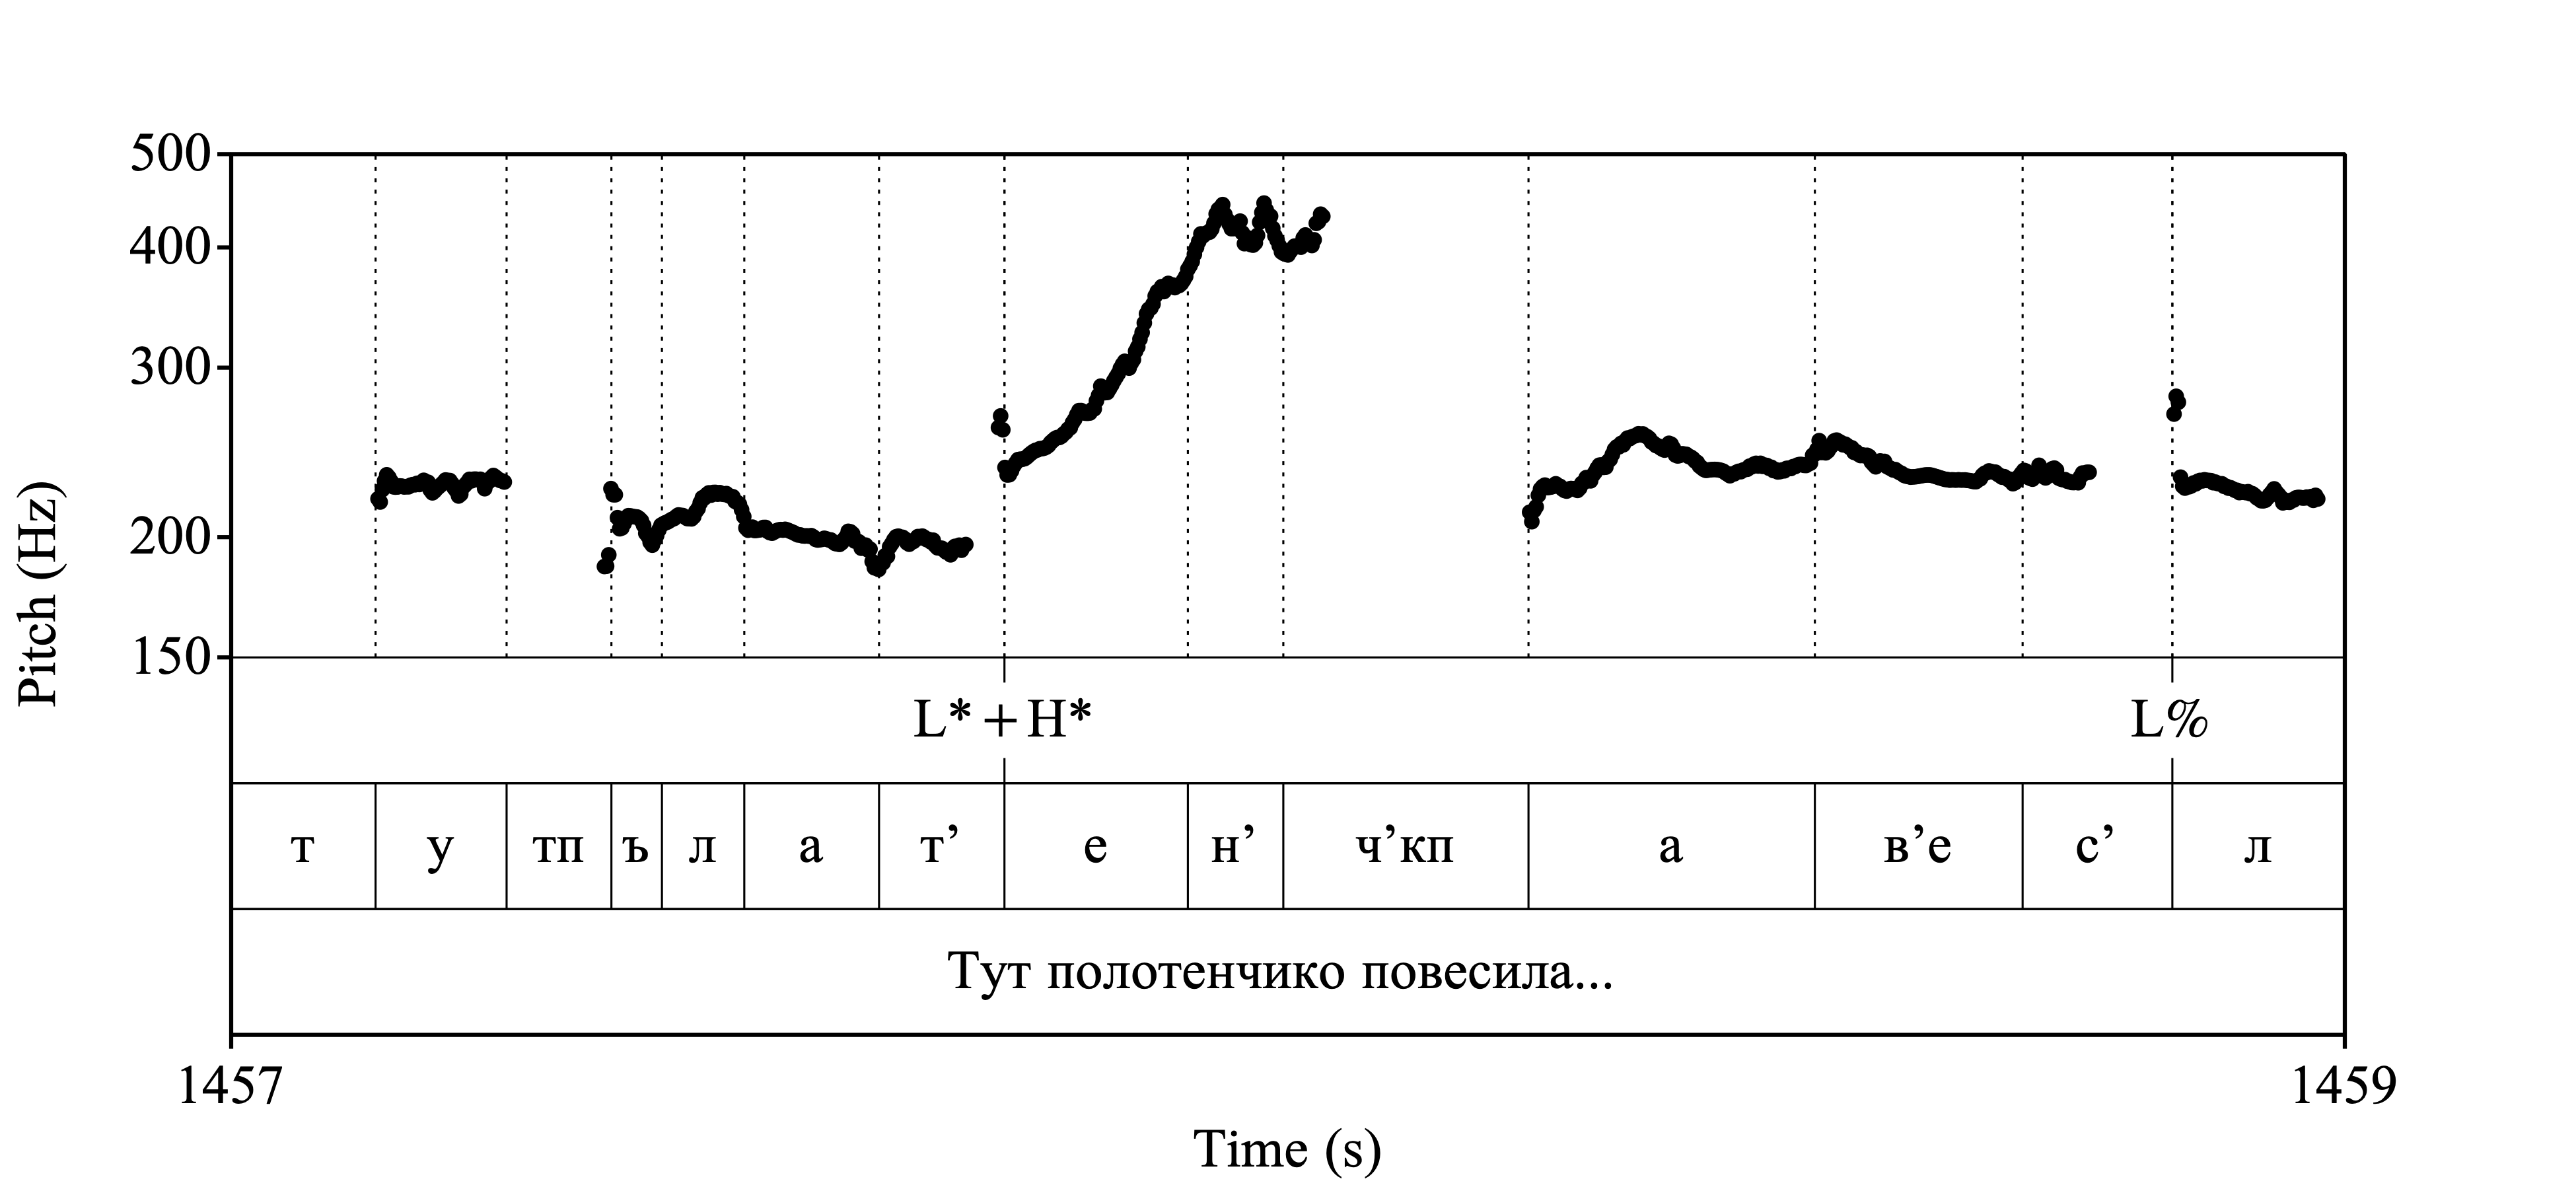 500
400
300
200
150
Pitch (Hz)
L*+H* L%
т у тп ъ л а т’ е н’ ч’кп а в’е с’ л
Тут полотенчико повесила...
1457 1459
Time (s)